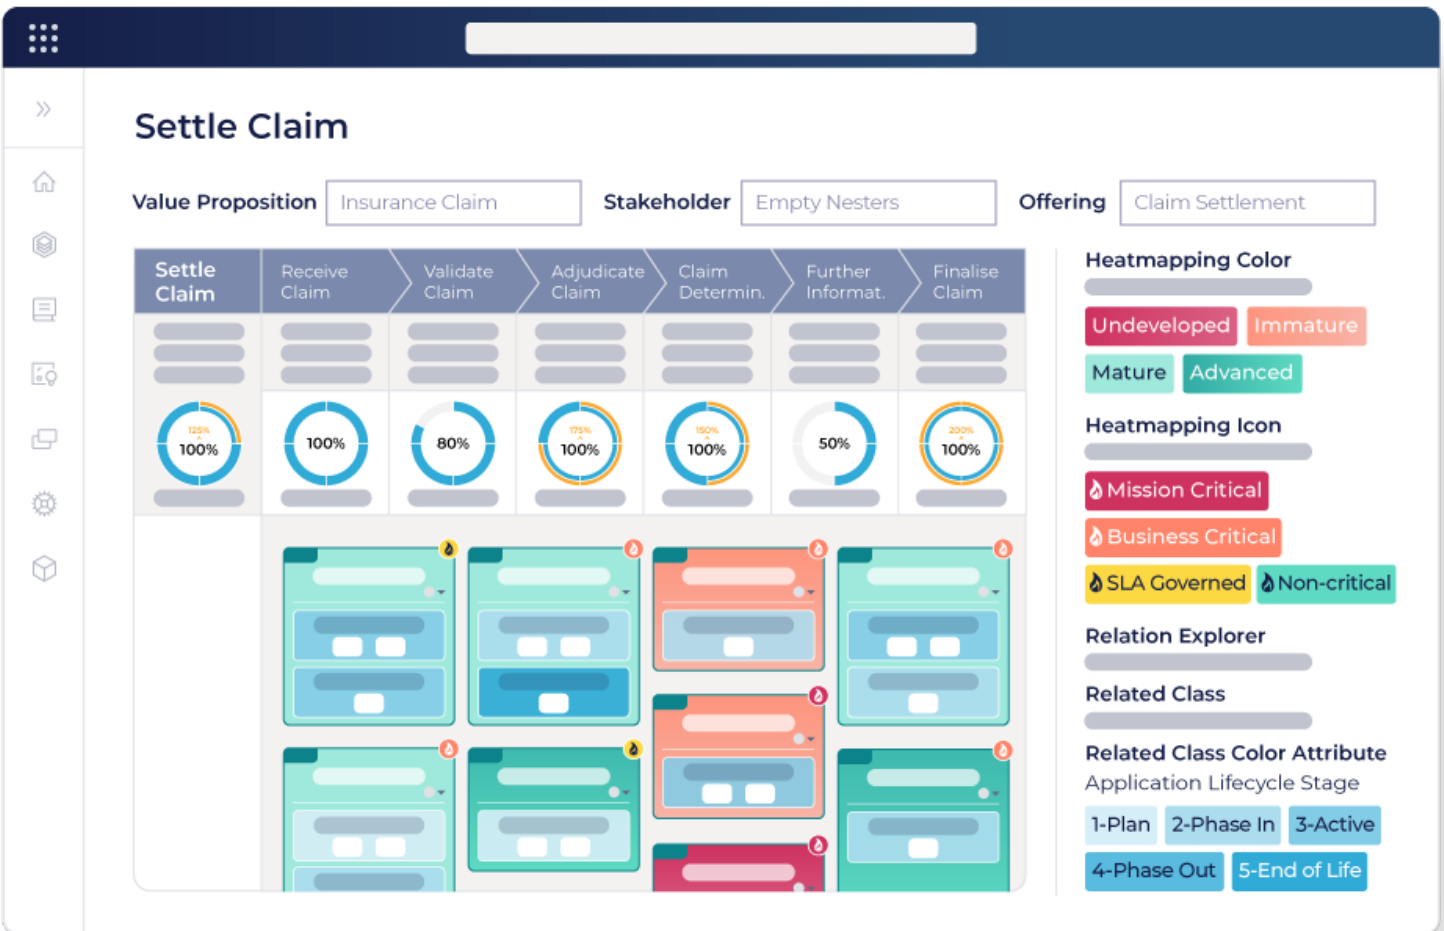 Settle Claim
Value Proposition
Insurance Claim
Stakeholder
Empty Nesters
Offering
Claim Settlement
Settle
Claim
Receive
Claim
Validate
Claim
Adjudicate
Claim
Claim
Determin.
Further
Informat.
Finalise
Claim
125%
100%
100%
80%
175%
100%
150%
100%
50%
200%
100%
Heatmapping Color
Undeveloped
Immature
Mature
Advanced
Heatmapping Icon
Mission Critical
Business Critical
SLA Governed
Non-critical
Relation Explorer
Related Class
Related Class Color Attribute
Application Lifecycle Stage
1-Plan
2-Phase In
3-Active
4-Phase Out
5-End of Life